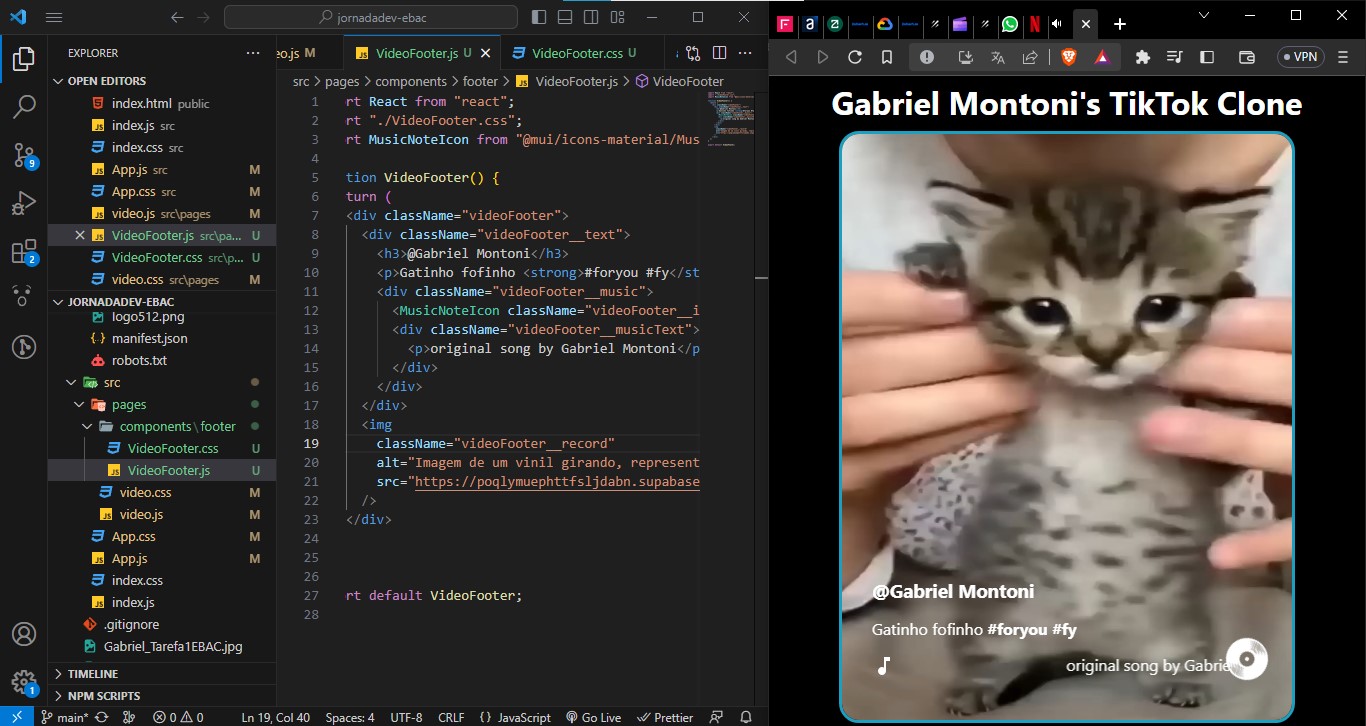 jornadadev-ebac
EXPLORER
OPEN EDITORS
index.html public
index.js src
index.css src
App.js src M
App.css src M
video.js src\pages M
VideoFooter.js src\pa... U
VideoFooter.css src\p... U
video.css src\pages M
JORNADADEV-EBAC
logo512.png
manifest.json
robots.txt
src
pages
components \ footer
VideoFooter.css U
VideoFooter.js U
video.css M
video.js M
App.css M
App.js M
index.css
index.js
.gitignore
Gabriel_Tarefa1EBAC.jpg
TIMELINE
NPM SCRIPTS
9
2
1
eo.js M
VideoFooter.js U
VideoFooter.css U
src > pages > components > footer > VideoFooter.js > VideoFooter
1 rt React from "react";
2 rt "./VideoFooter.css";
3 rt MusicNoteIcon from "@mui/icons-material/Mus
4
5 tion VideoFooter() {
6 turn (
7 <div className="videoFooter">
8 <div className="videoFooter__text">
9 <h3>@Gabriel Montoni</h3>
10 <p>Gatinho fofinho <strong>#foryou #fy</st
11 <div className="videoFooter__music">
12 <MusicNoteIcon className="videoFooter__i
13 <div className="videoFooter__musicText">
14 <p>original song by Gabriel Montoni</p
15 </div>
16 </div>
17 </div>
18 <img
19 className="videoFooter__record"
20 alt="Imagem de um vinil girando, represent
21 src="https://poqlymuephttfsljdabn.supabase
22 />
23 </div>
24
25
26
27 rt default VideoFooter;
28
main* 0 0 Ln 19, Col 40 Spaces: 4 UTF-8 CRLF {} JavaScript Go Live Prettier
VPN
Gabriel Montoni's TikTok Clone
@Gabriel Montoni
Gatinho fofinho #foryou #fy
original song by Gabrie